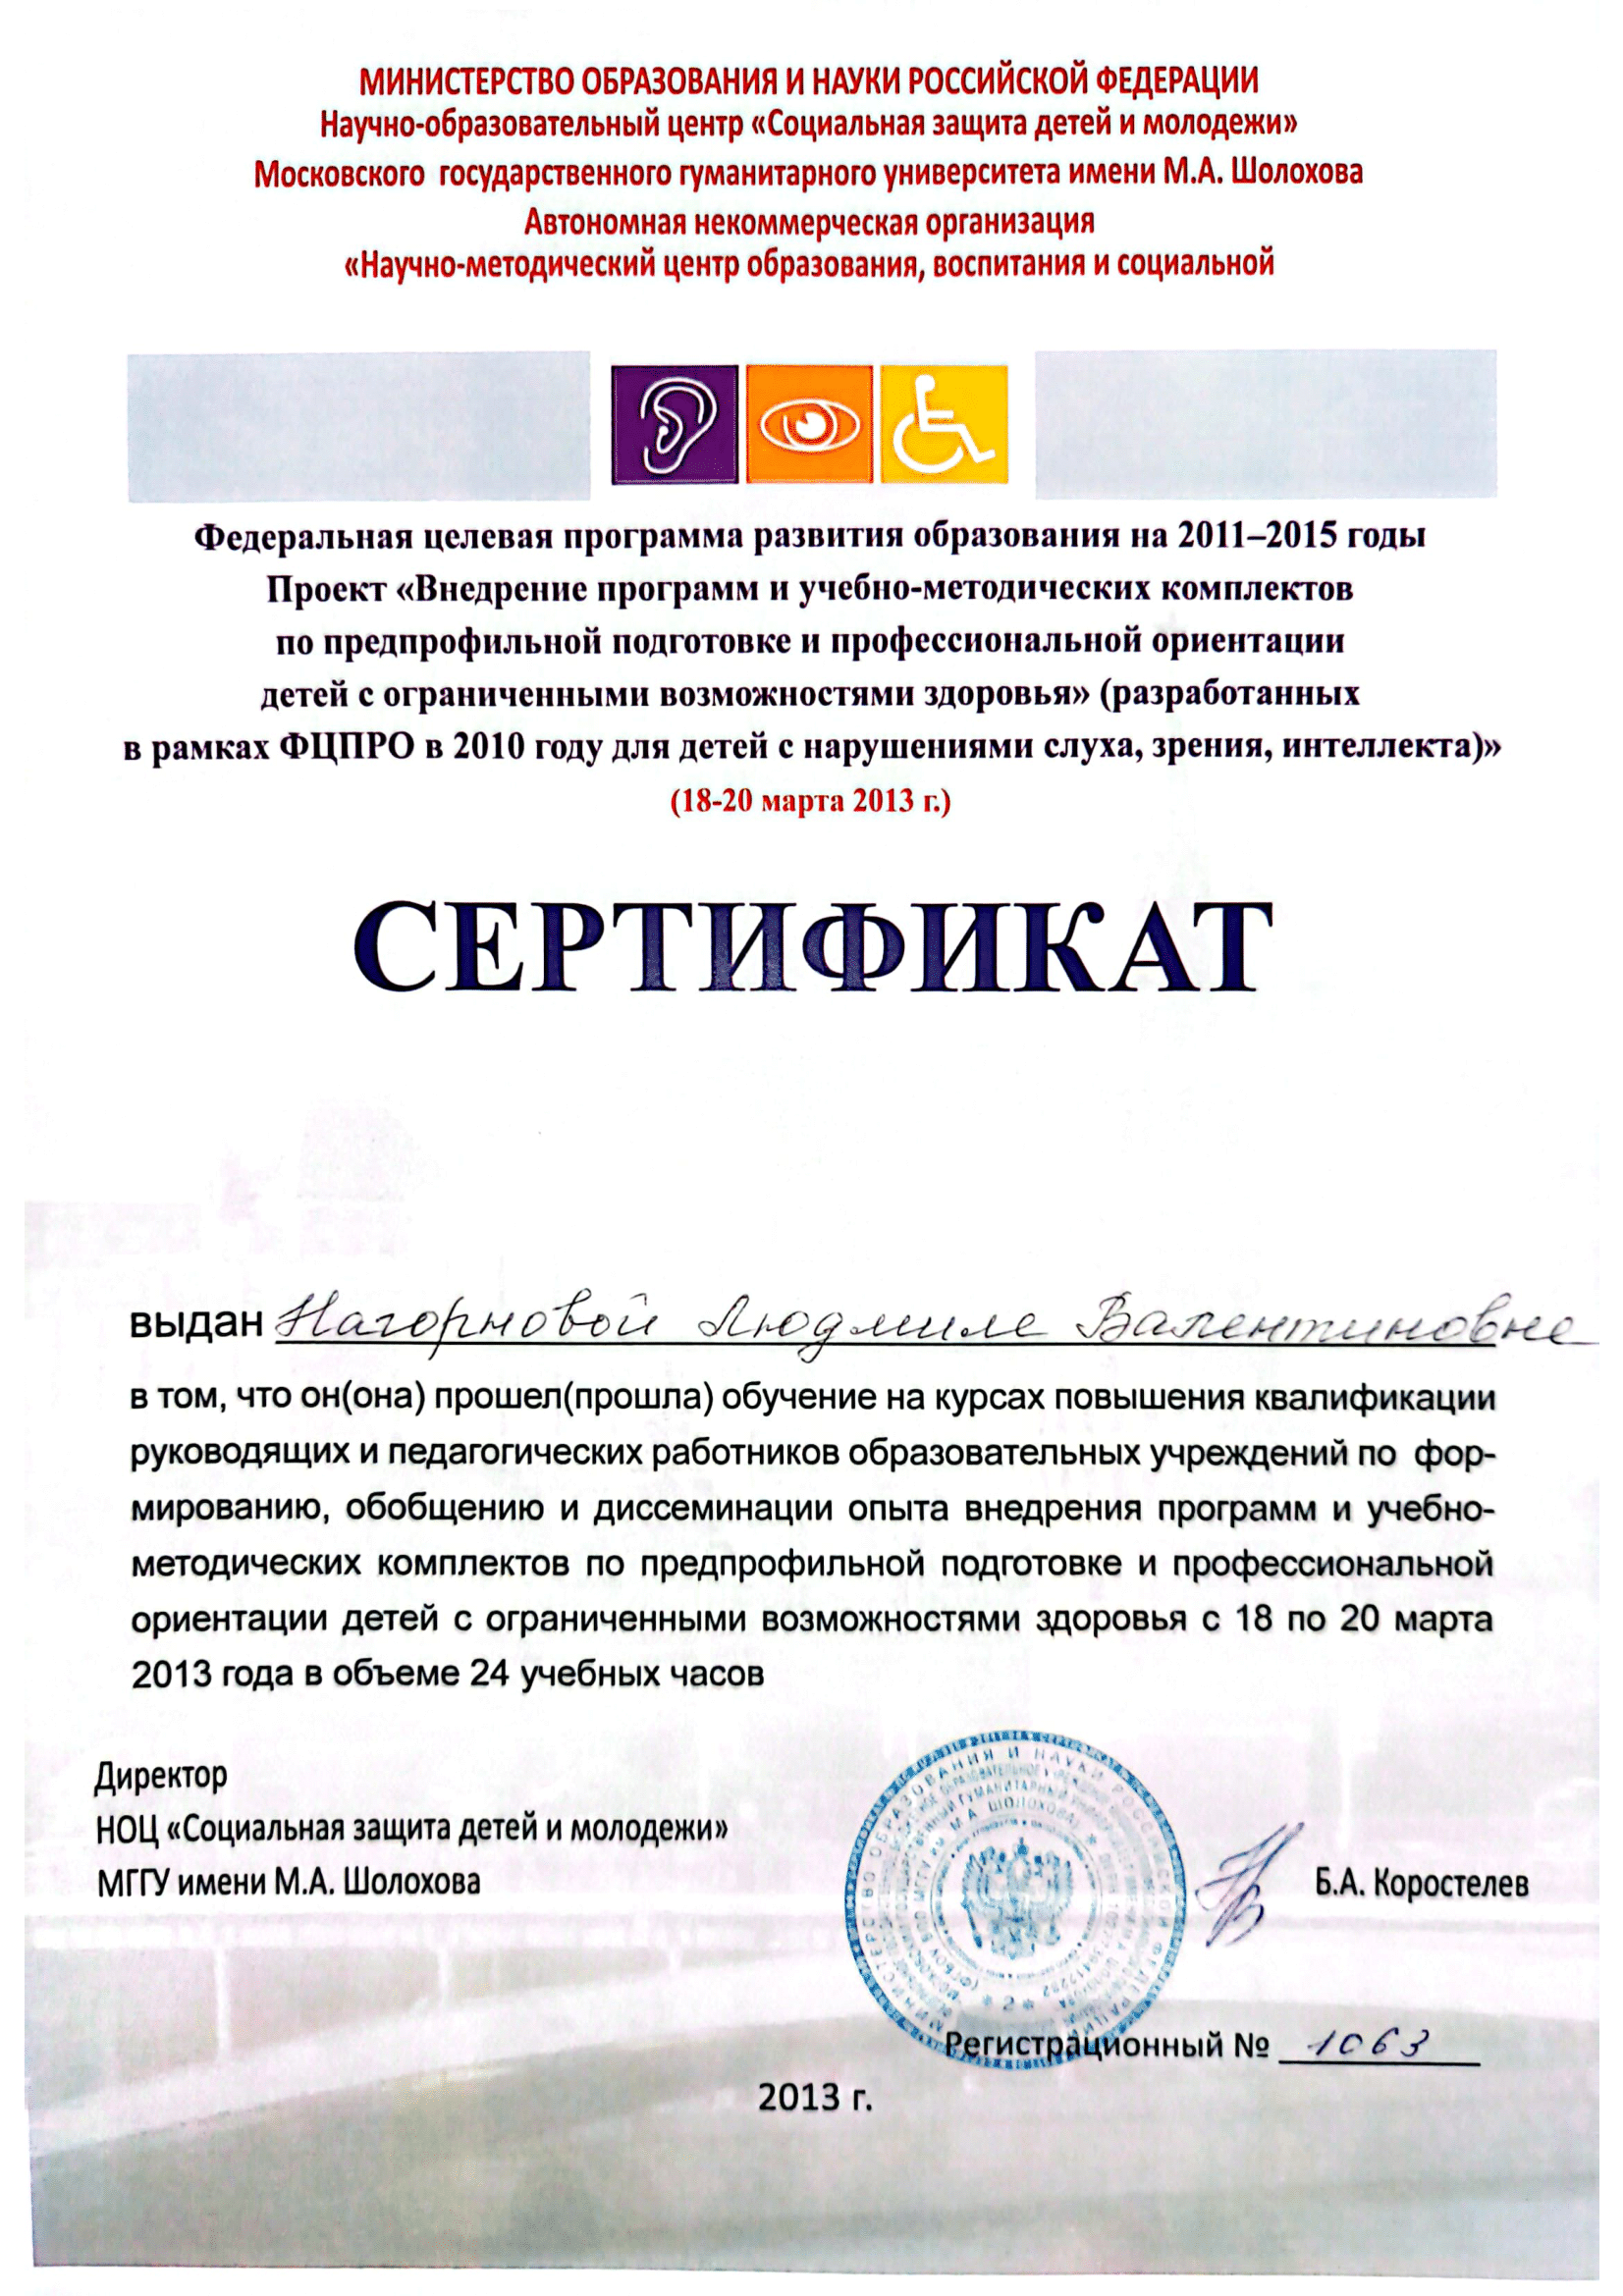 МИНИСТЕРСТВО ОБРАЗОВАНИЯ И НАУКИ РОССИЙСКОЙ ФЕДЕРАЦИИ
Научно-образовательный центр «Социальная защита детей и молодежи»
Московского государственного гуманитарного университета имени М.А. Шолохова
Автономная некоммерческая организация
«Научно-методический центр образования, воспитания и социальной
Федеральная целевая программа развития образования на 2011–2015 годы
Проект «Внедрение программ и учебно-методических комплектов
по предпрофильной подготовке и профессиональной ориентации
детей с ограниченными возможностями здоровья» (разработанных
в рамках ФЦПРО в 2010 году для детей с нарушениями слуха, зрения, интеллекта)»
(18-20 марта 2013 г.)
СЕРТИФИКАТ
выдан Нагорновой Людмиле Валентиновне
в том, что он(она) прошел(прошла) обучение на курсах повышения квалификации
руководящих и педагогических работников образовательных учреждений по фор-
мированию, обобщению и диссеминации опыта внедрения программ и учебно-
методических комплектов по предпрофильной подготовке и профессиональной
ориентации детей с ограниченными возможностями здоровья с 18 по 20 марта
2013 года в объеме 24 учебных часов
Директор
НОЦ «Социальная защита детей и молодежи»
МГГУ имени М.А. Шолохова
Б.А. Коростелев
Регистрационный № 1063
2013 г.